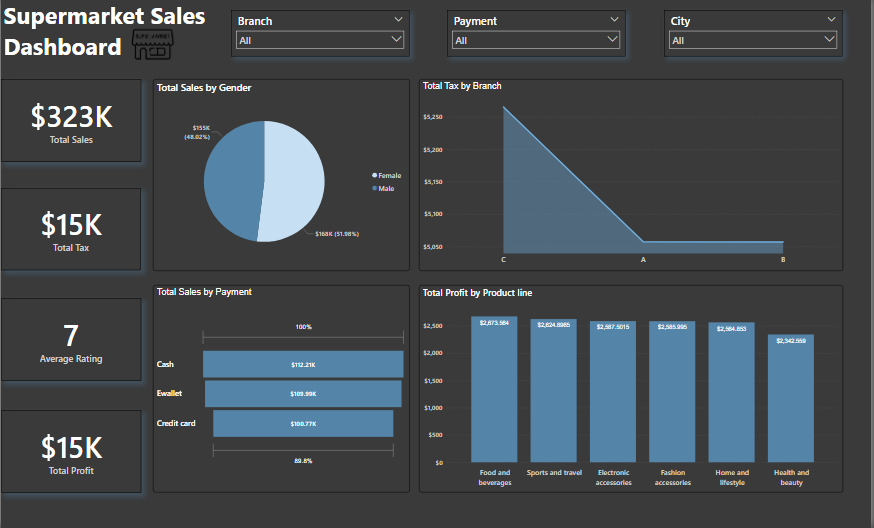 Supermarket Sales
Dashboard
SUPER MARKET
Branch
All
Payment
All
City
All
$323K
Total Sales
$15K
Total Tax
7
Average Rating
$15K
Total Profit
Total Sales by Gender
$155K
(48.02%)
$168K (51.98%)
Female
Male
Total Tax by Branch
$5,250
$5,200
$5,150
$5,100
$5,050
C
A
B
Total Sales by Payment
100%
Cash
$112.21K
Ewallet
$109.99K
Credit card
$100.77K
89.8%
Total Profit by Product line
$2,500
$2,000
$1,500
$1,000
$500
$0
$2,673.564
$2,624.8965
$2,587.5015
$2,585.995
$2,564.853
$2,342.559
Food and
beverages
Sports and travel
Electronic
accessories
Fashion
accessories
Home and
lifestyle
Health and
beauty